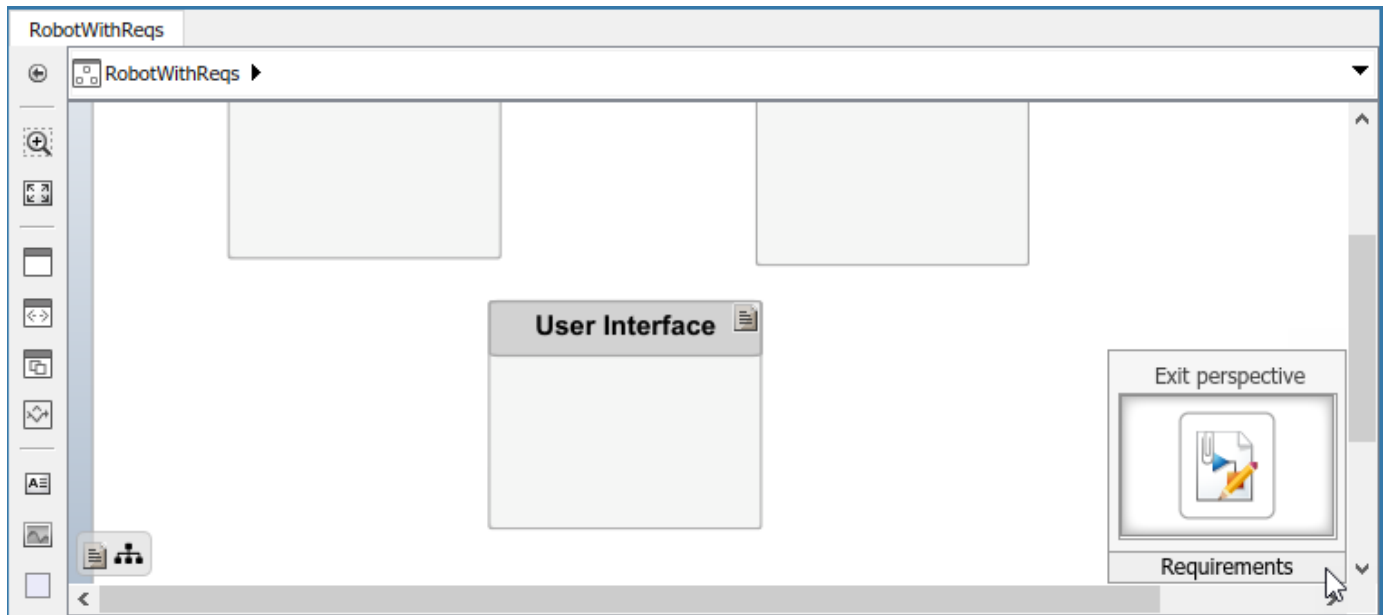 RobotWithReqs
RobotWithReqs
User Interface
Exit perspective
A
Requirements